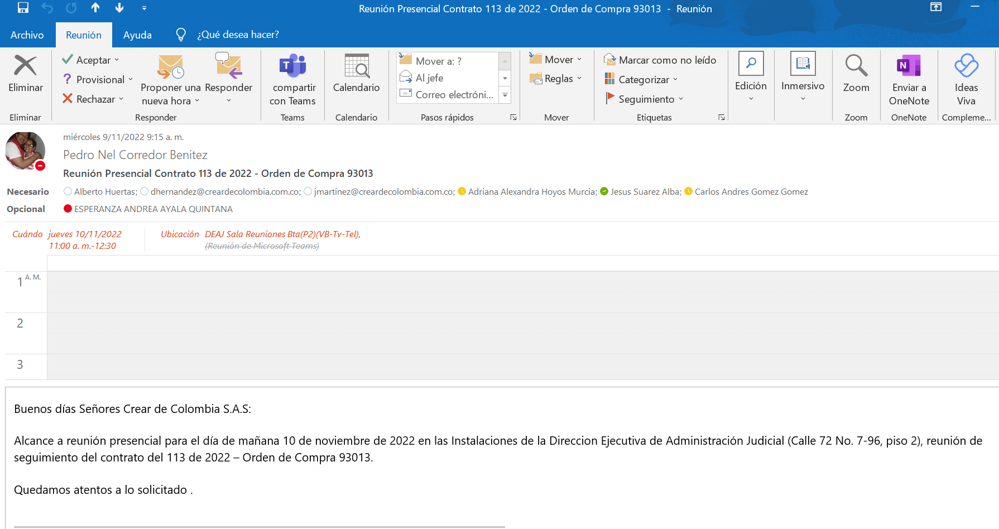 Reunión Presencial Contrato 113 de 2022 - Orden de Compra 93013 - Reunión
Archivo Reunión Ayuda ¿Qué desea hacer?
Eliminar
Eliminar
Aceptar
Provisional
Rechazar
Proponer una
nueva hora
Responder
Responder
compartir
con Teams
Teams
Calendario
Calendario
Mover a: ?
Al jefe
Correo electróni...
Pasos rápidos
Mover
Reglas
Mover
Marcar como no leído
Categorizar
Seguimiento
Etiquetas
Edición
Inmersivo
Zoom
Zoom
Enviar a
OneNote
OneNote
Ideas
Viva
Compleme...
miércoles 9/11/2022 9:15 a. m.
Pedro Nel Corredor Benitez
Reunión Presencial Contrato 113 de 2022 - Orden de Compra 93013
Necesario Alberto Huertas; dhernandez@creardecolombia.com.co; jmartinez@creardecolombia.com.co; Adriana Alexandra Hoyos Murcia; Jesus Suarez Alba; Carlos Andres Gomez Gomez
Opcional ESPERANZA ANDREA AYALA QUINTANA
Cuándo jueves 10/11/2022
11:00 a. m.-12:30
Ubicación DEAJ Sala Reuniones Bta(P2)(VB-Tv-Tel),
(Reunión de Microsoft Teams)
1 A. M.
2
3
Buenos días Señores Crear de Colombia S.A.S:
Alcance a reunión presencial para el día de mañana 10 de noviembre de 2022 en las Instalaciones de la Direccion Ejecutiva de Administración Judicial (Calle 72 No. 7-96, piso 2), reunión de
seguimiento del contrato del 113 de 2022 – Orden de Compra 93013.
Quedamos atentos a lo solicitado .